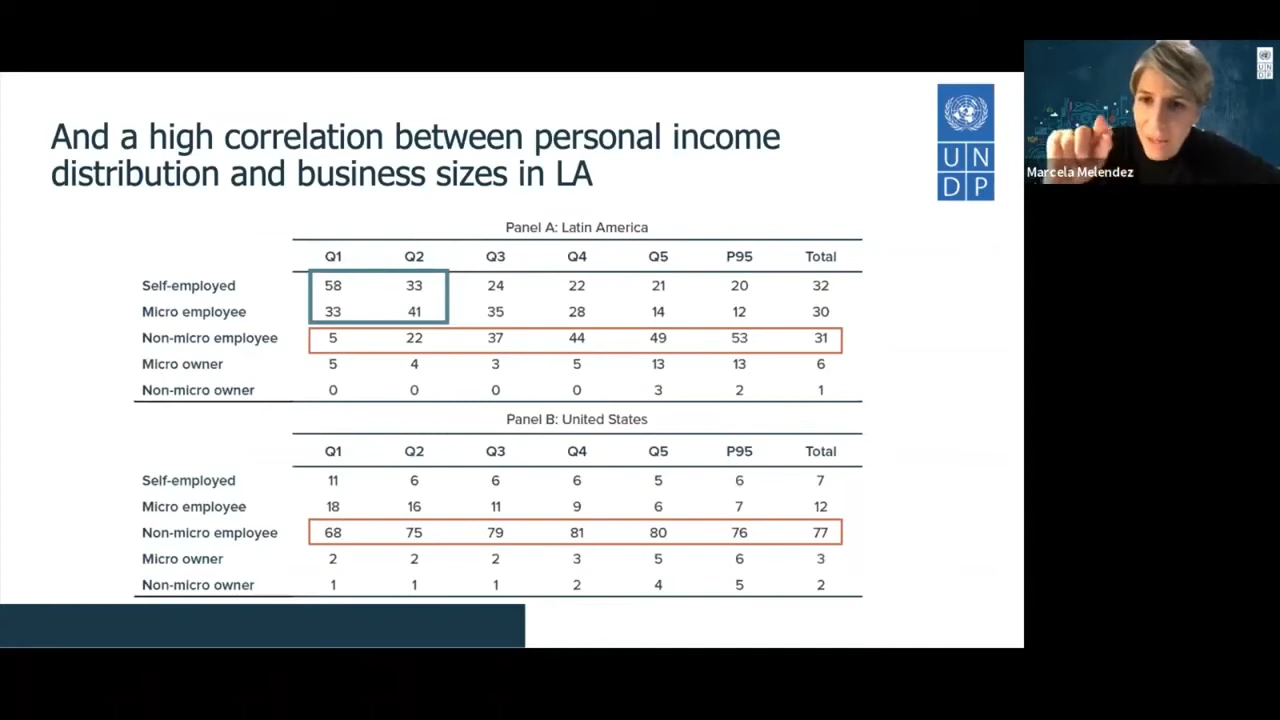 And a high correlation between personal income
distribution and business sizes in LA
UN
DP
UN
DP
Marcela Melendez
Panel A: Latin America
Q1 Q2 Q3 Q4 Q5 P95 Total
Self-employed 58 33 24 22 21 20 32
Micro employee 33 41 35 28 14 12 30
Non-micro employee 5 22 37 44 49 53 31
Micro owner 5 4 3 5 13 13 6
Non-micro owner 0 0 0 0 3 2 1
Panel B: United States
Q1 Q2 Q3 Q4 Q5 P95 Total
Self-employed 11 6 6 6 5 6 7
Micro employee 18 16 11 9 6 7 12
Non-micro employee 68 75 79 81 80 76 77
Micro owner 2 2 2 3 5 6 3
Non-micro owner 1 1 1 2 4 5 2